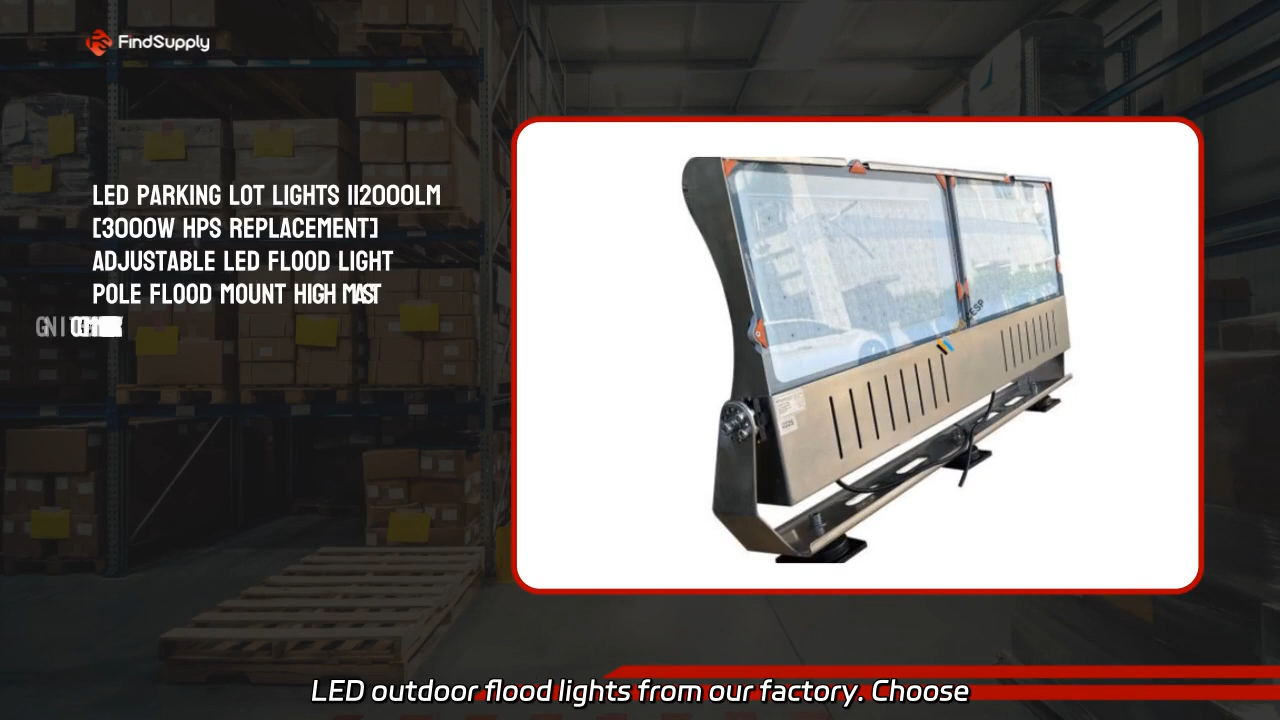 FindSupply
LED PARKING LOT LIGHTS 112000LM
[3000W HPS REPLACEMENT]
ADJUSTABLE LED FLOOD LIGHT
POLE FLOOD MOUNT HIGH MAST
LED outdoor flood lights from our factory. Choose